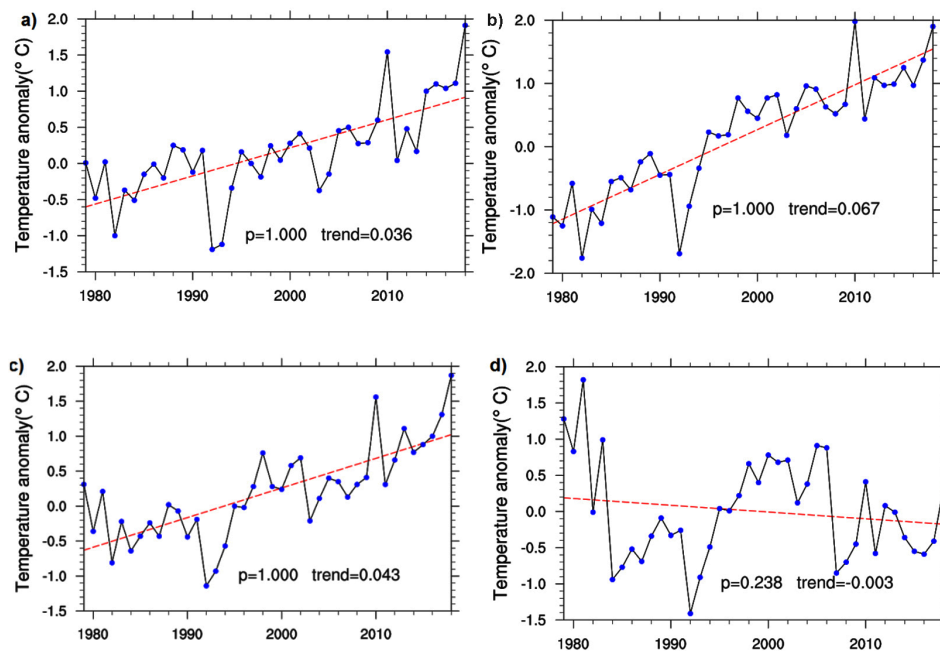 a)
Temperature anomaly(° C)
2.0
1.5
1.0
0.5
0.0
-0.5
-1.0
-1.5
p=1.000 trend=0.036
1980 1990 2000 2010
b)
Temperature anomaly(° C)
2.0
1.0
0.0
-1.0
-2.0
p=1.000 trend=0.067
1980 1990 2000 2010
c)
Temperature anomaly(° C)
2.0
1.5
1.0
0.5
0.0
-0.5
-1.0
-1.5
p=1.000 trend=0.043
1980 1990 2000 2010
d)
Temperature anomaly(° C)
2.0
1.5
1.0
0.5
0.0
-0.5
-1.0
-1.5
p=0.238 trend=-0.003
1980 1990 2000 2010